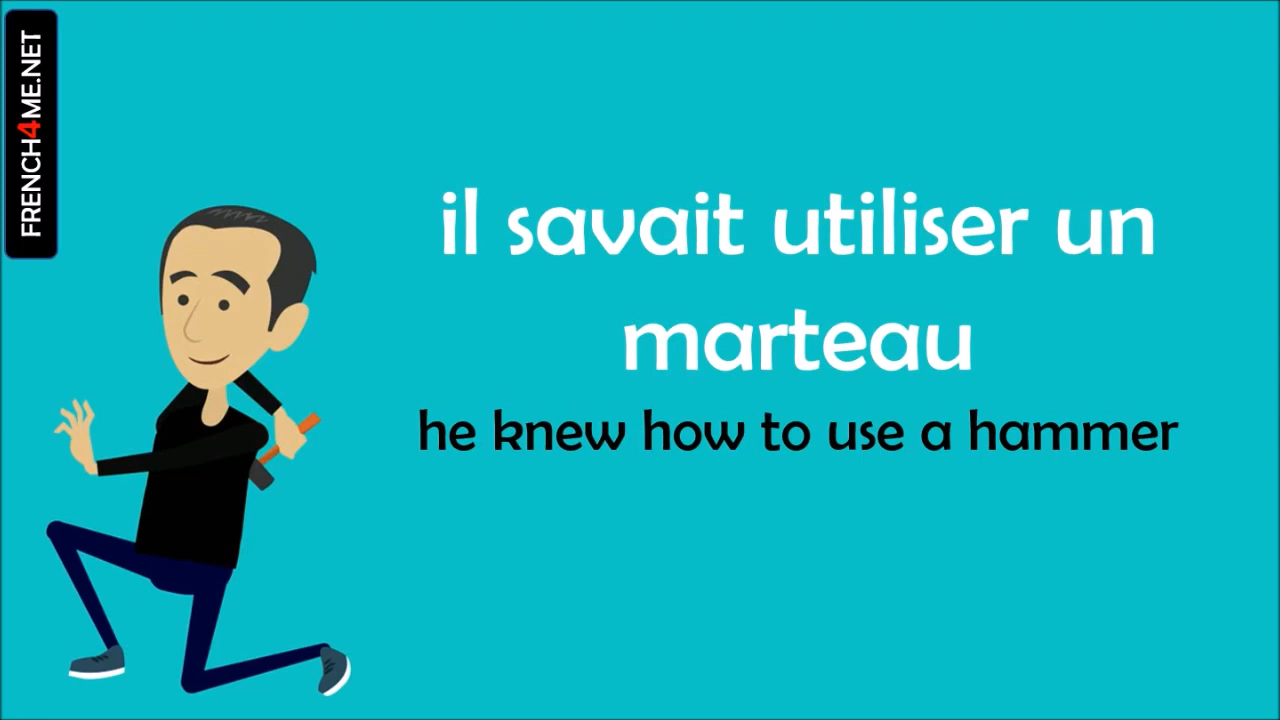 FRENCH4ME.NET
il savait utiliser un
marteau
he knew how to use a hammer